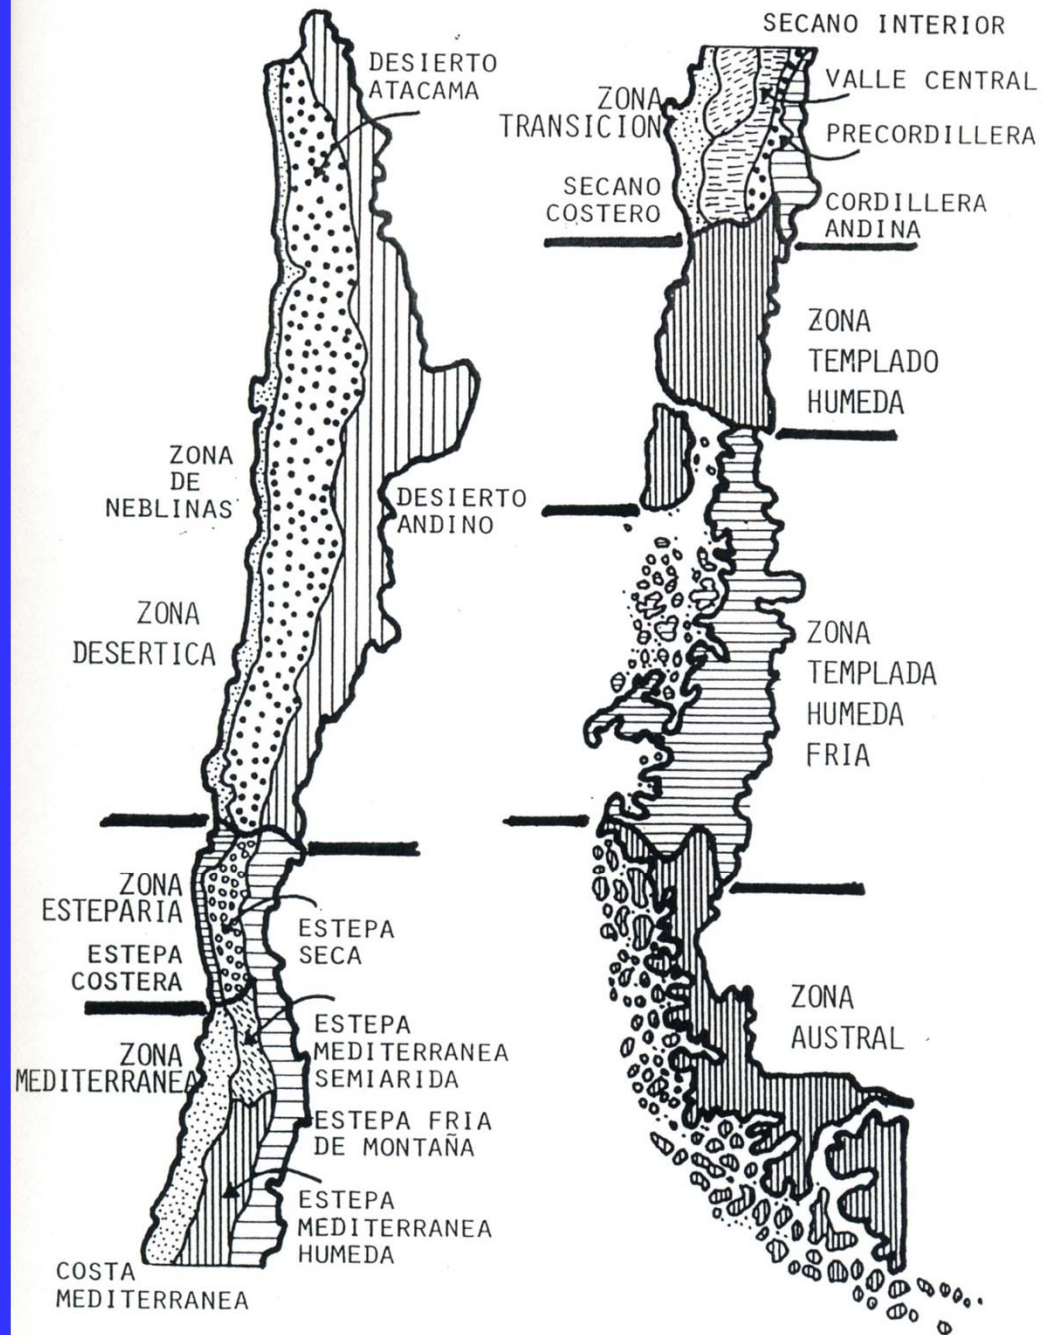 DESIERTO
ATACAMA
ZONA
DE
NEBLINAS
DESIERTO
ANDINO
ZONA
DESERTICA
ZONA
ESTEPARIA
ESTEPA
COSTERA
ESTEPA
SECA
ZONA
MEDITERRANEA
ESTEPA
MEDITERRANEA
SEMIARIDA
ESTEPA FRIA
DE MONTAÑA
ESTEPA
MEDITERRANEA
HUMEDA
COSTA
MEDITERRANEA
SECANO INTERIOR
VALLE CENTRAL
ZONA
TRANSICION
PRECORDILLERA
SECANO
COSTERO
CORDILLERA
ANDINA
ZONA
TEMPLADO
HUMEDA
ZONA
TEMPLADA
HUMEDA
FRIA
ZONA
AUSTRAL